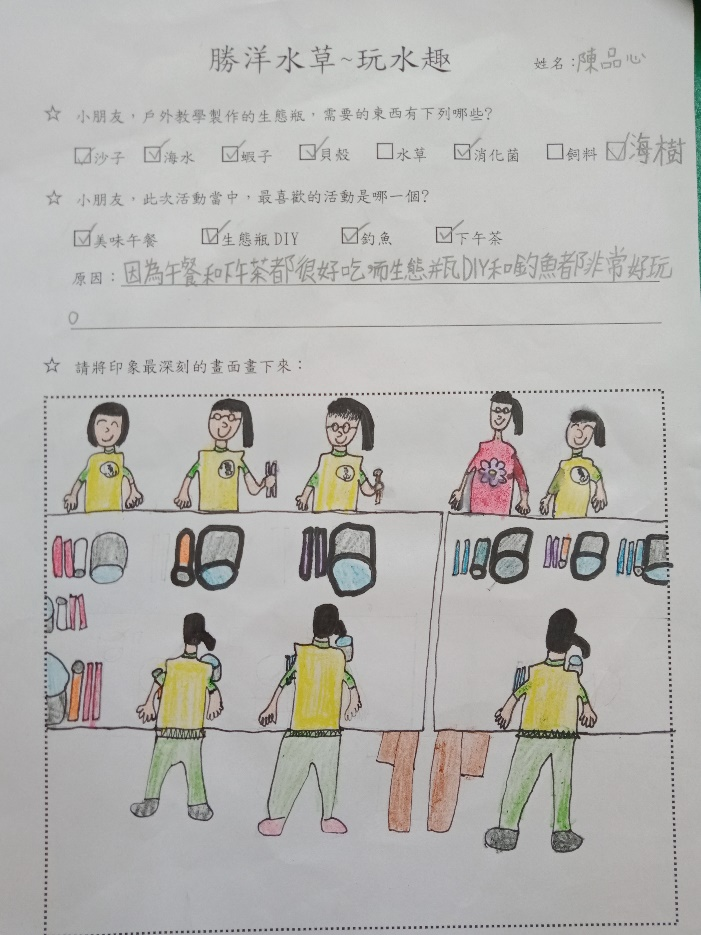 勝洋水草~玩水趣
姓名:陳品心
☆ 小朋友,戶外教學製作的生態瓶,需要的東西有下列哪些?
☑沙子 ☑海水 ☑蝦子 ☑貝殼 □水草 ☑消化菌 □飼料 ☑海樹
☆ 小朋友,此次活動當中,最喜歡的活動是哪一個?
☑美味午餐 ☑生態瓶DIY ☑釣魚 ☑下午茶
原因:因為午餐和下午茶都很好吃,而生態瓶DIY和釣魚都非常好玩
。
☆ 請將印象最深刻的畫面畫下來: